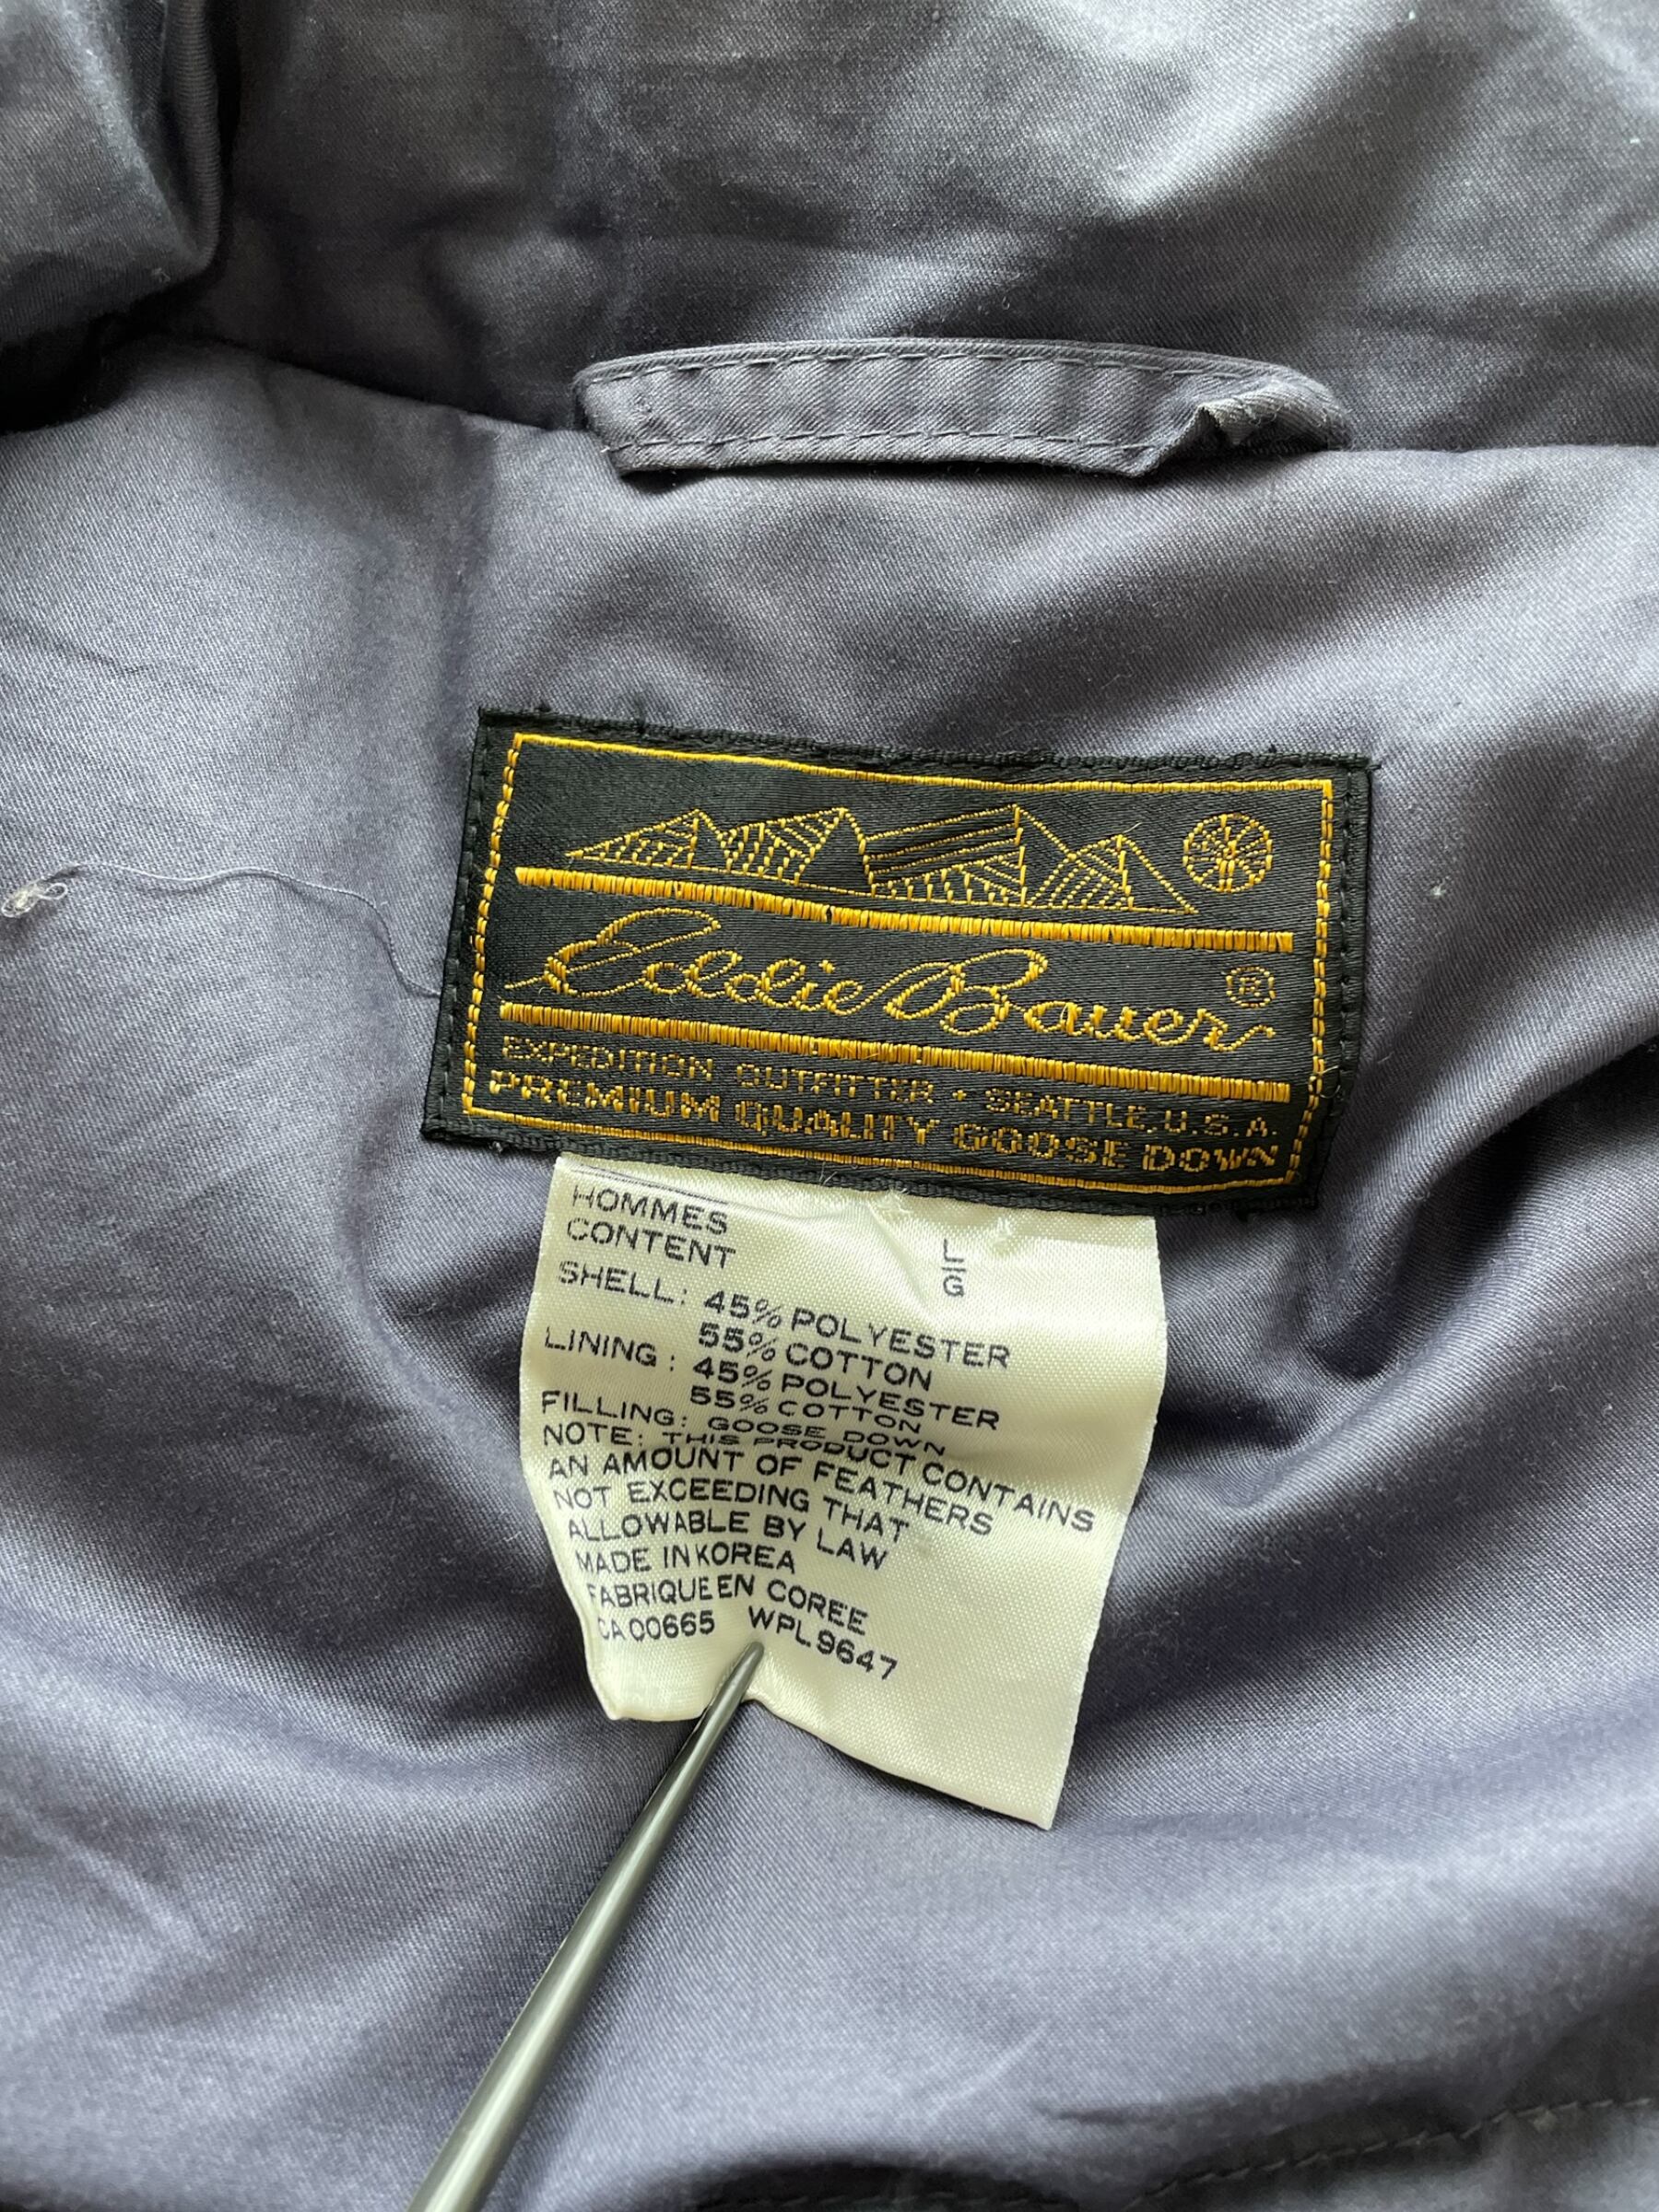 Eddie Bauer ®
EXPEDITION OUTFITTER • SEATTLE, U.S.A.
PREMIUM QUALITY GOOSE DOWN
HOMMES
CONTENT
L
G
SHELL: 45% POLYESTER
55% COTTON
LINING: 45% POLYESTER
55% COTTON
FILLING: GOOSE DOWN
NOTE: THIS PRODUCT CONTAINS
AN AMOUNT OF FEATHERS
NOT EXCEEDING THAT
ALLOWABLE BY LAW
MADE IN KOREA
FABRIQUE EN COREE
CA 00665 WPL 9647